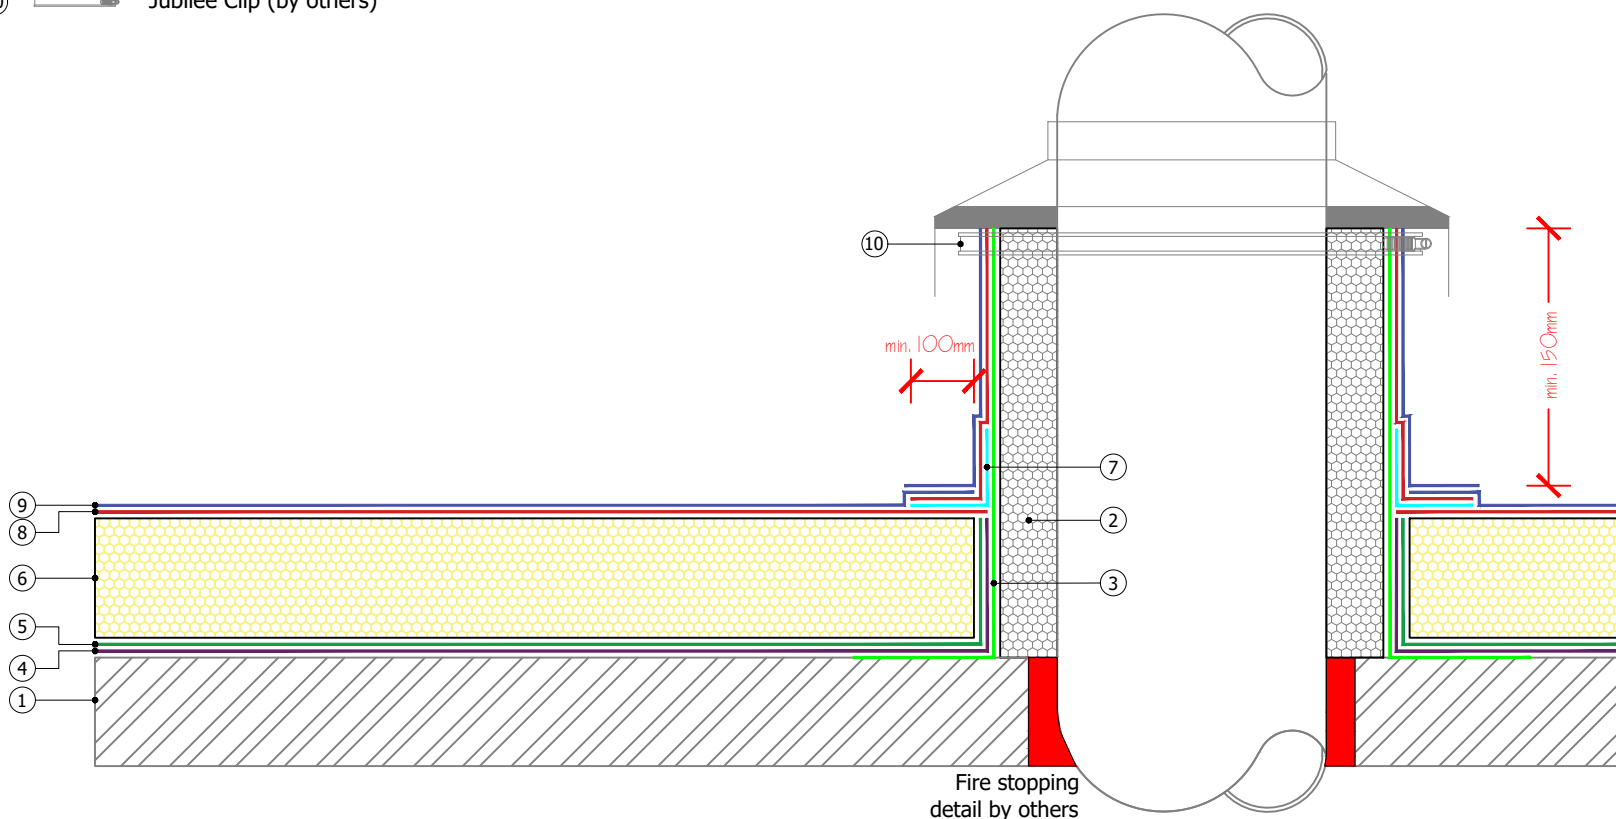 Jubilee Clip (by others)
10
min. 100mm
min. 150mm
7
9
2
8
6
3
5
4
1
Fire stopping
detail by others